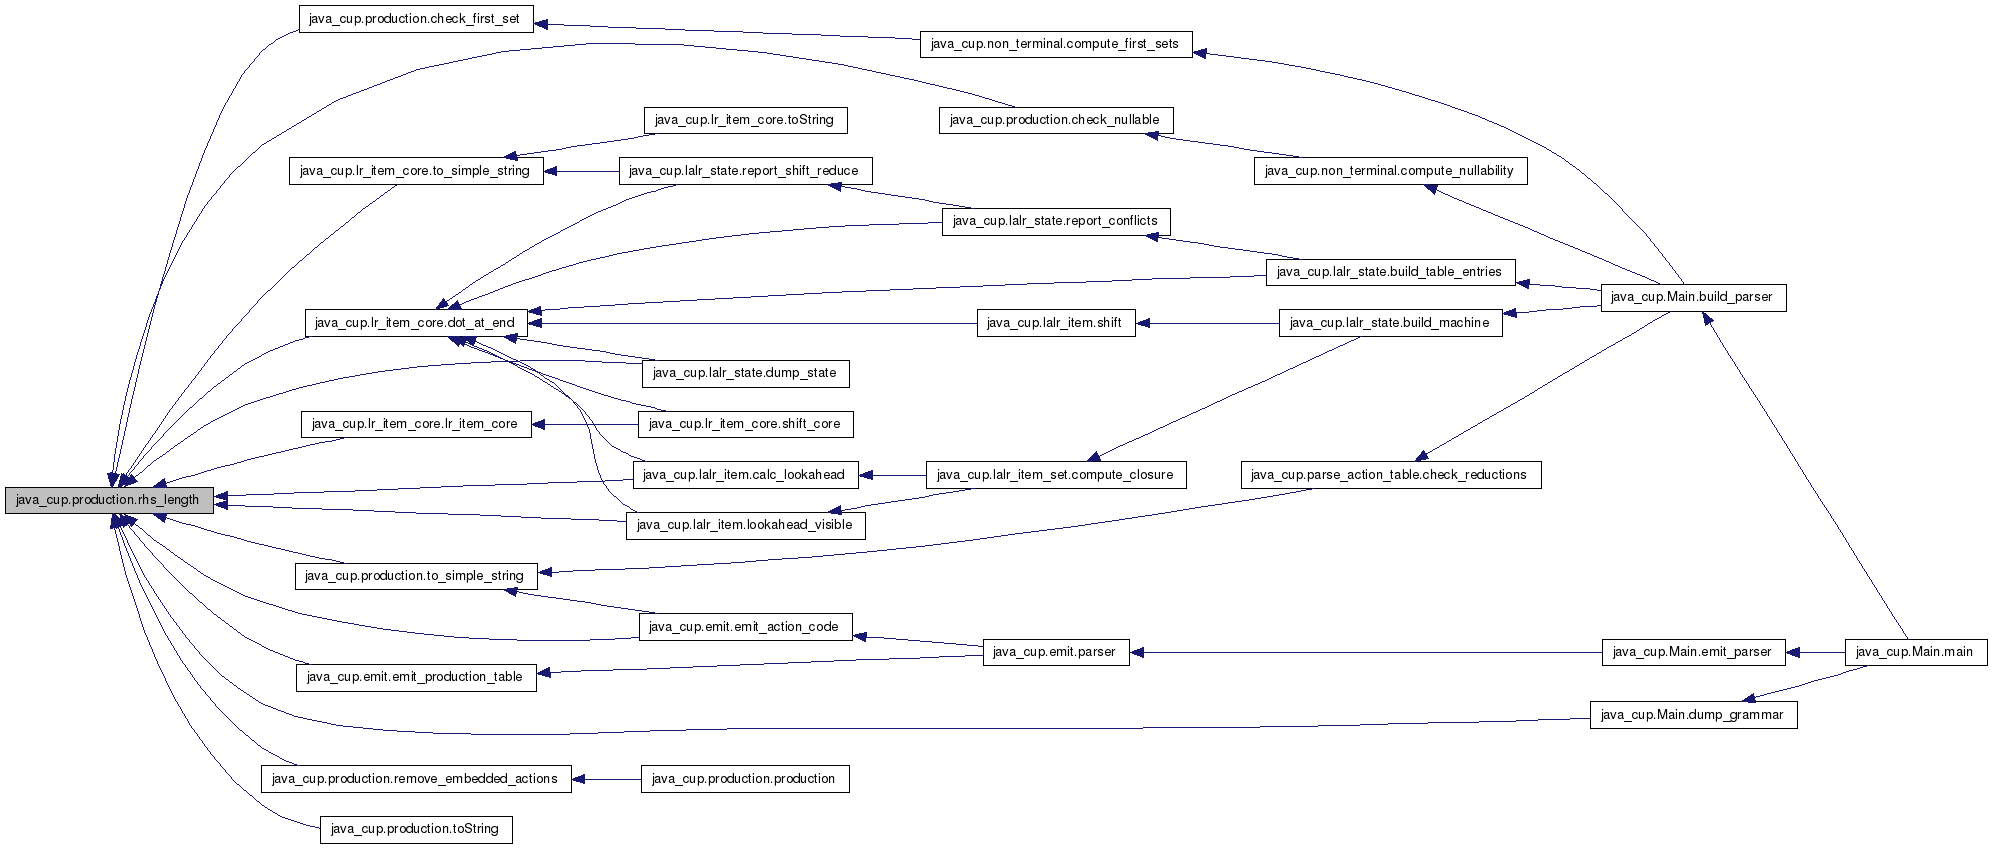 java_cup.production.check_first_set
java_cup.non_terminal.compute_first_sets
java_cup.lr_item_core.toString
java_cup.production.check_nullable
java_cup.lr_item_core.to_simple_string
java_cup.lalr_state.report_shift_reduce
java_cup.non_terminal.compute_nullability
java_cup.lalr_state.report_conflicts
java_cup.lalr_state.build_table_entries
java_cup.Main.build_parser
java_cup.lr_item_core.dot_at_end
java_cup.lalr_item.shift
java_cup.lalr_state.build_machine
java_cup.lalr_state.dump_state
java_cup.lr_item_core.lr_item_core
java_cup.lr_item_core.shift_core
java_cup.lalr_item.calc_lookahead
java_cup.lalr_item_set.compute_closure
java_cup.parse_action_table.check_reductions
java_cup.production.rhs_length
java_cup.lalr_item.lookahead_visible
java_cup.production.to_simple_string
java_cup.emit.emit_action_code
java_cup.emit.parser
java_cup.Main.emit_parser
java_cup.Main.main
java_cup.emit.emit_production_table
java_cup.Main.dump_grammar
java_cup.production.remove_embedded_actions
java_cup.production.production
java_cup.production.toString